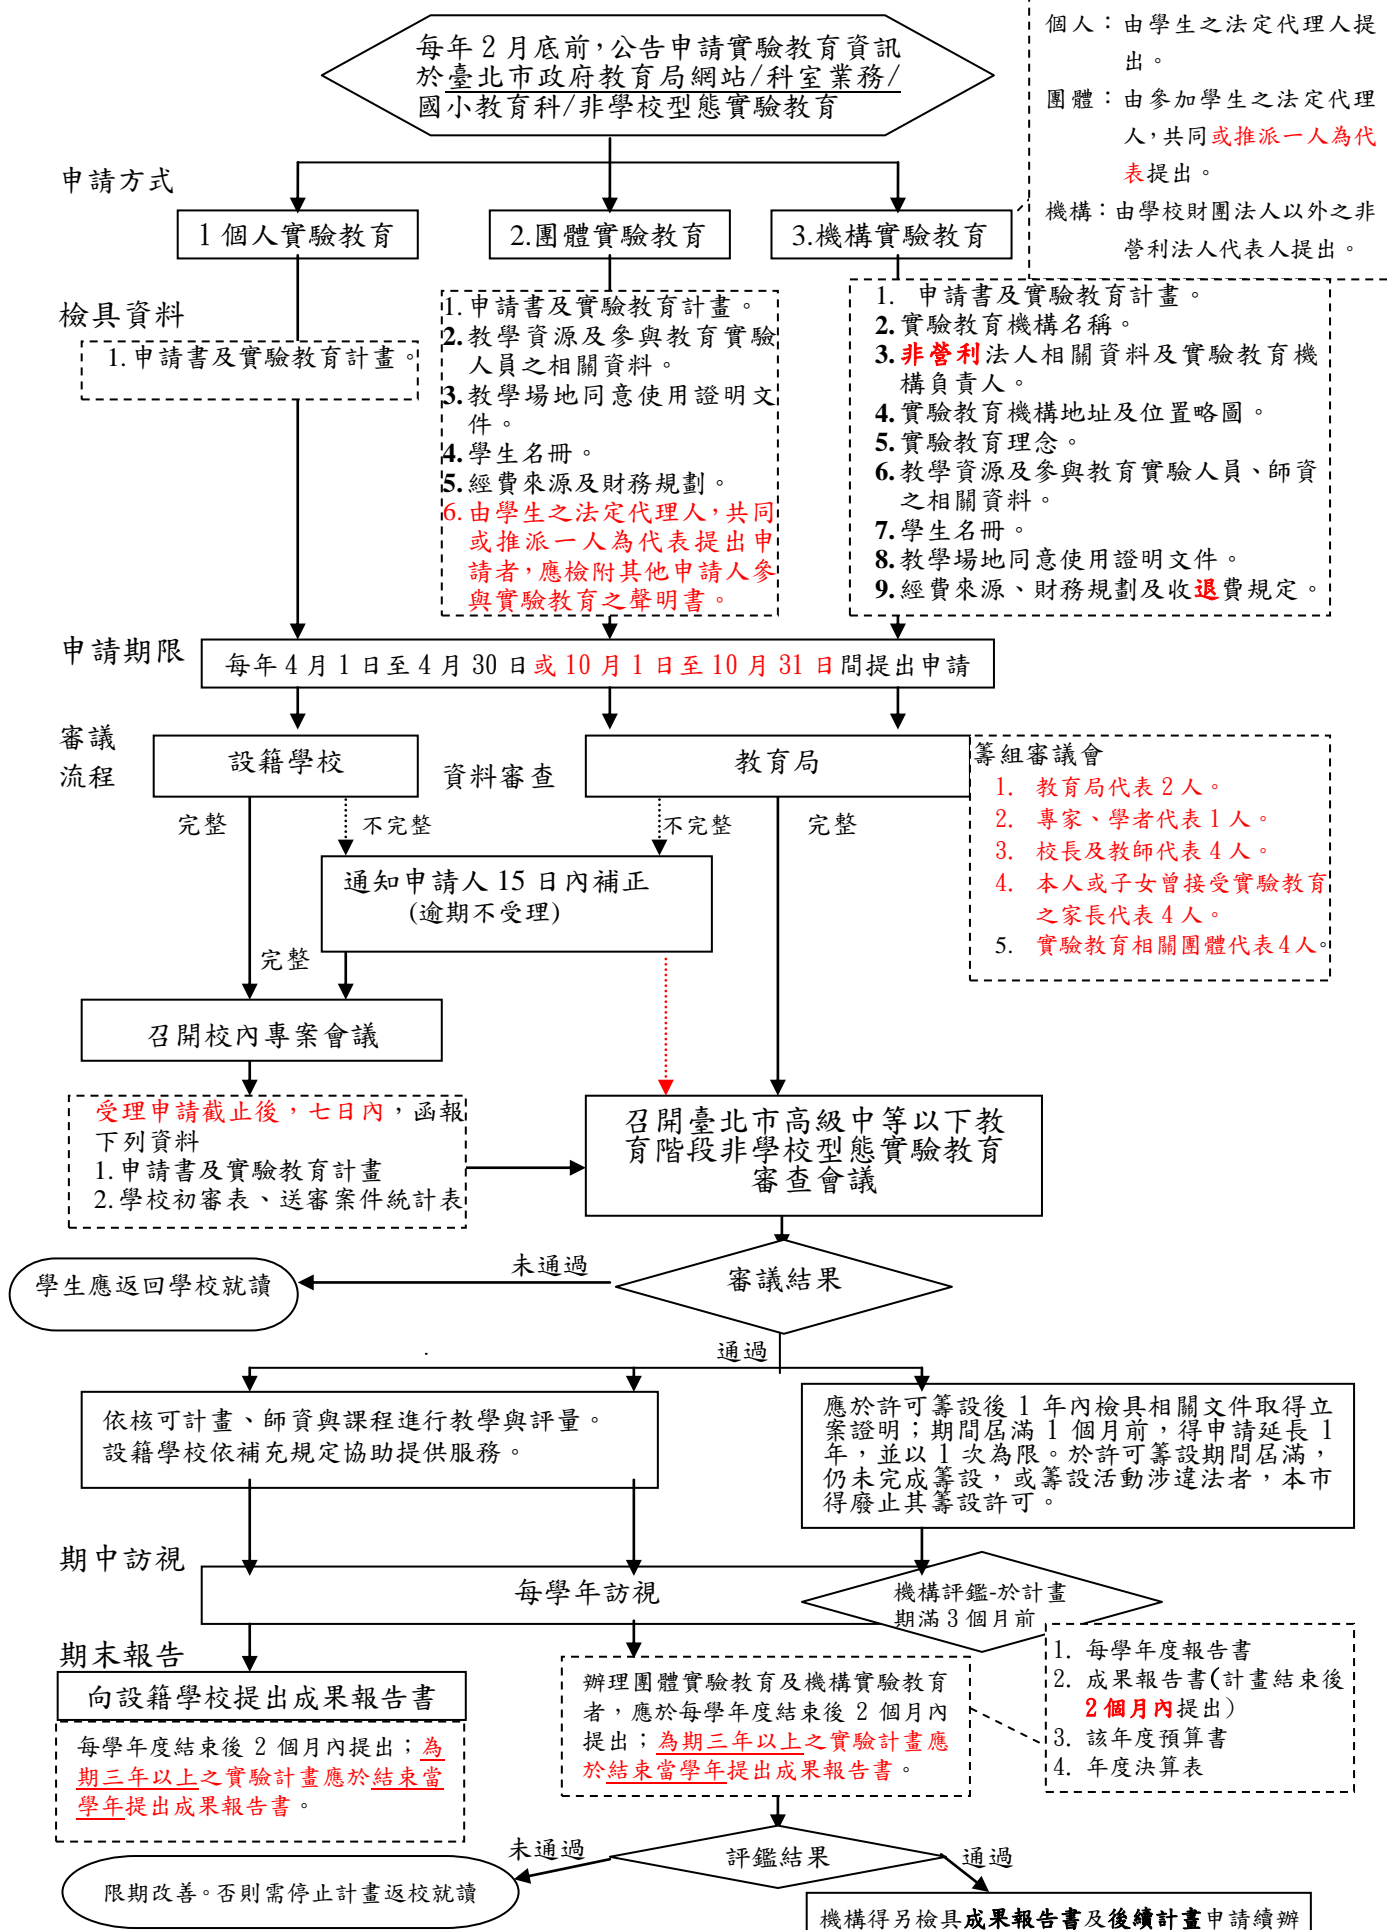 每年 2 月底前，公告申請實驗教育資訊
於臺北市政府教育局網站/科室業務/
國小教育科/非學校型態實驗教育
個人：由學生之法定代理人提
出。
團體：由參加學生之法定代理
人，共同或推派一人為代
表提出。
機構：由學校財團法人以外之非
營利法人代表人提出。
申請方式
1 個人實驗教育
2.團體實驗教育
3.機構實驗教育
檢具資料
1.申請書及實驗教育計畫。
1.申請書及實驗教育計畫。
2.教學資源及參與教育實驗
人員之相關資料。
3.教學場地同意使用證明文
件。
4.學生名冊。
5.經費來源及財務規劃。
6.由學生之法定代理人，共同
或推派一人為代表提出申
請者，應檢附其他申請人參
與實驗教育之聲明書。
1. 申請書及實驗教育計畫。
2.實驗教育機構名稱。
3.非營利法人相關資料及實驗教育機
構負責人。
4.實驗教育機構地址及位置略圖。
5.實驗教育理念。
6.教學資源及參與教育實驗人員、師資
之相關資料。
7.學生名冊。
8.教學場地同意使用證明文件。
9.經費來源、財務規劃及收退費規定。
申請期限
每年 4 月 1 日至 4 月 30 日或 10 月 1 日至 10 月 31 日間提出申請
審議
流程
設籍學校
資料審查
教育局
籌組審議會
1. 教育局代表 2 人。
2. 專家、學者代表 1 人。
3. 校長及教師代表 4 人。
4. 本人或子女曾接受實驗教育
之家長代表 4 人。
5. 實驗教育相關團體代表 4 人。
完整
不完整
不完整
完整
通知申請人 15 日內補正
(逾期不受理)
完整
召開校內專案會議
受理申請截止後，七日內，函報
下列資料
1.申請書及實驗教育計畫
2.學校初審表、送審案件統計表
召開臺北市高級中等以下教
育階段非學校型態實驗教育
審查會議
未通過
審議結果
學生應返回學校就讀
通過
依核可計畫、師資與課程進行教學與評量。
設籍學校依補充規定協助提供服務。
應於許可籌設後 1 年內檢具相關文件取得立
案證明；期間屆滿 1 個月前，得申請延長 1
年，並以 1 次為限。於許可籌設期間屆滿，
仍未完成籌設，或籌設活動涉違法者，本市
得廢止其籌設許可。
期中訪視
每學年訪視
機構評鑑-於計畫
期滿 3 個月前
期末報告
向設籍學校提出成果報告書
每學年度結束後 2 個月內提出；為
期三年以上之實驗計畫應於結束當
學年提出成果報告書。
辦理團體實驗教育及機構實驗教育
者，應於每學年度結束後 2 個月內
提出；為期三年以上之實驗計畫應
於結束當學年提出成果報告書。
1. 每學年度報告書
2. 成果報告書(計畫結束後
2 個月內提出)
3. 該年度預算書
4. 年度決算表
未通過
評鑑結果
通過
限期改善。否則需停止計畫返校就讀
機構得另檢具成果報告書及後續計畫申請續辦